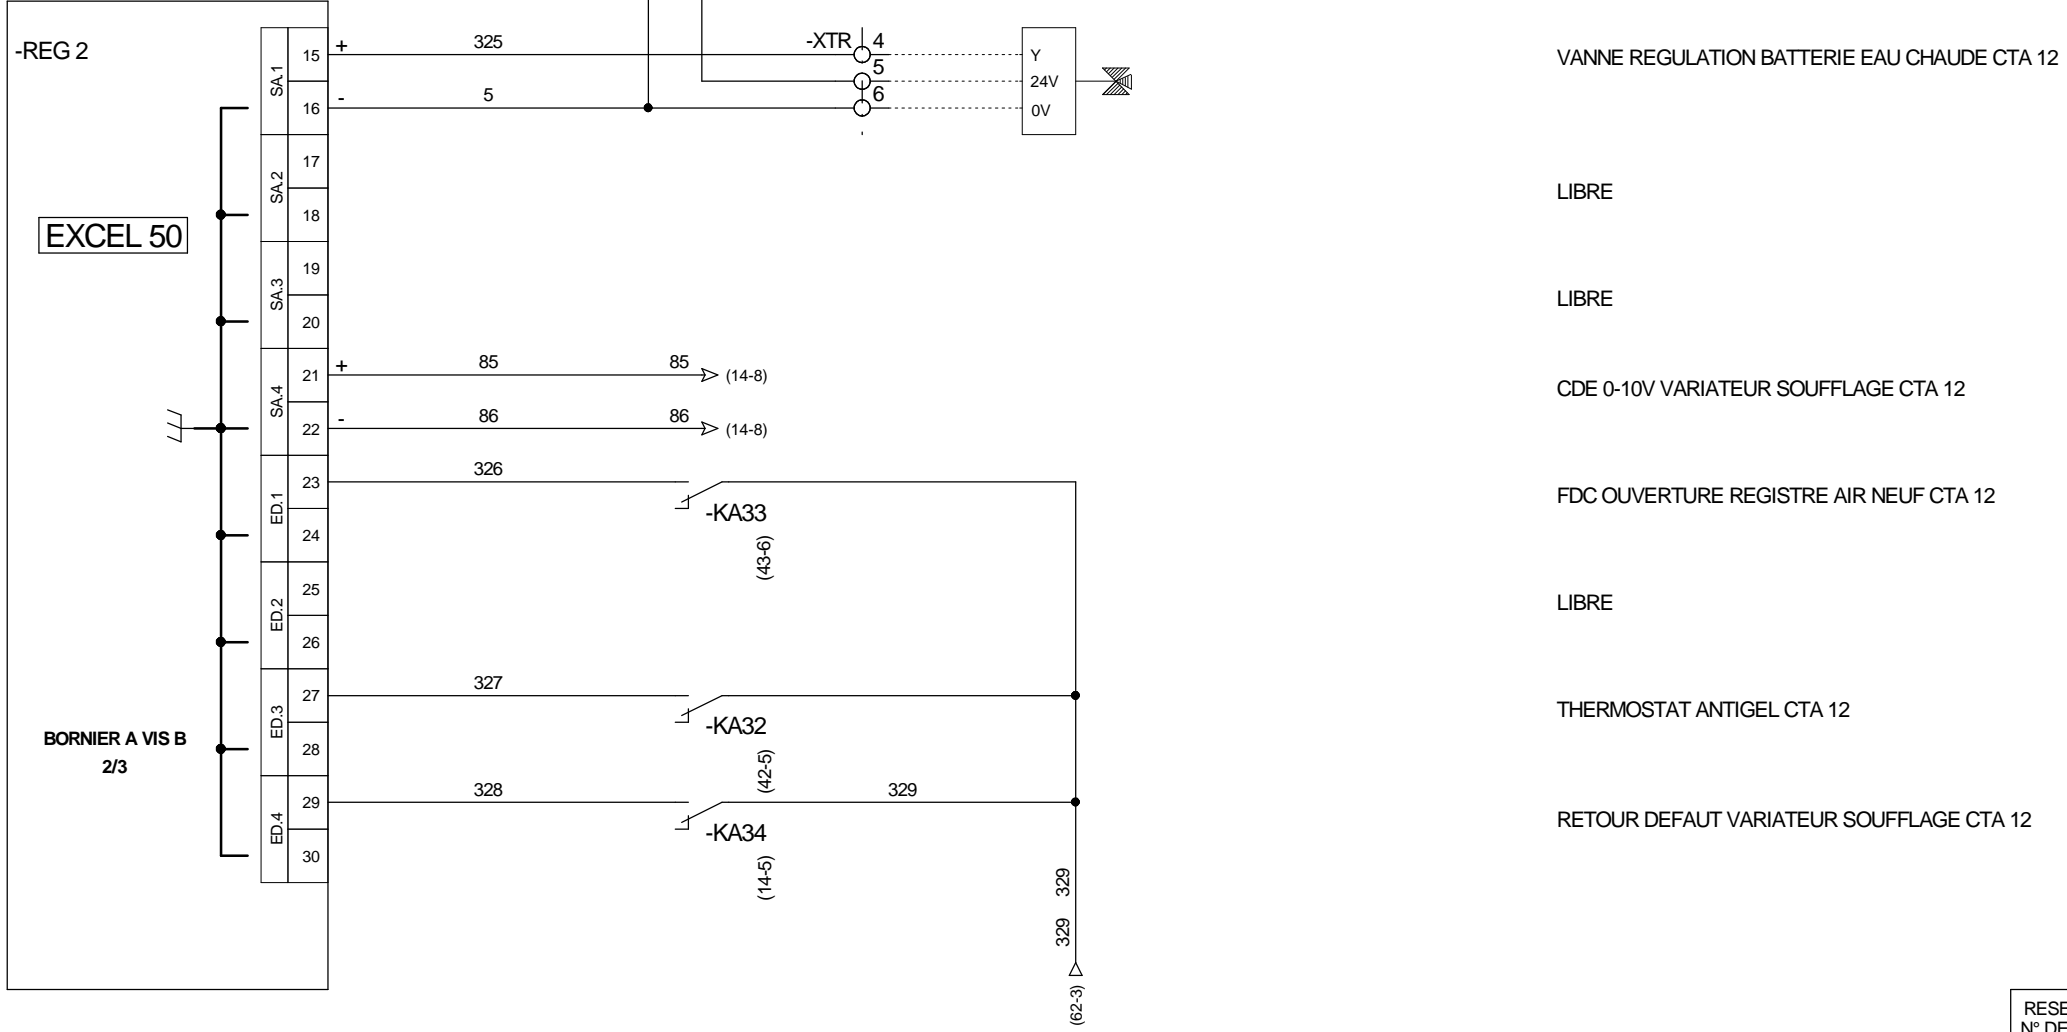 -REG 2
EXCEL 50
BORNIER A VIS B
2/3
SA.1
15
+
325
-XTR
4
Y
VANNE REGULATION BATTERIE EAU CHAUDE CTA 12
5
24V
16
-
5
6
0V
SA.2
17
18
LIBRE
SA.3
19
20
LIBRE
SA.4
21
+
85
85
(14-8)
CDE 0-10V VARIATEUR SOUFFLAGE CTA 12
22
-
86
86
(14-8)
ED.1
23
326
-KA33
(43-6)
FDC OUVERTURE REGISTRE AIR NEUF CTA 12
24
ED.2
25
26
LIBRE
ED.3
27
327
-KA32
(42-5)
THERMOSTAT ANTIGEL CTA 12
28
ED.4
29
328
-KA34
(14-5)
329
RETOUR DEFAUT VARIATEUR SOUFFLAGE CTA 12
30
329
329
(62-3)
N° DE